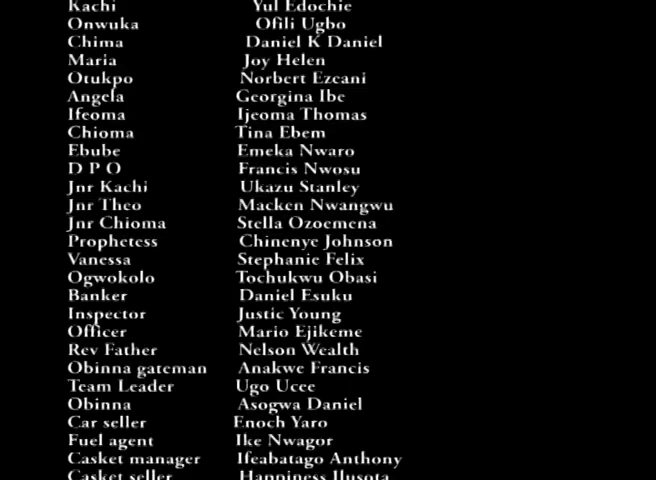 Kachi Yul Edochie
Onwuka Ofili Ugbo
Chima Daniel K Daniel
Maria Joy Helen
Otukpo Norbert Ezeani
Angela Georgina Ibe
Ifeoma Ijeoma Thomas
Chioma Tina Ebem
Ebube Emeka Nwaro
D P O Francis Nwosu
Jnr Kachi Ukazu Stanley
Jnr Theo Macken Nwangwu
Jnr Chioma Stella Ozoemena
Prophetess Chinenye Johnson
Vanessa Stephanie Felix
Ogwokolo Tochukwu Obasi
Banker Daniel Esuku
Inspector Justic Young
Officer Mario Ejikeme
Rev Father Nelson Wealth
Obinna gateman Anakwe Francis
Team Leader Ugo Ucee
Obinna Asogwa Daniel
Car seller Enoch Yaro
Fuel agent Ike Nwagor
Casket manager Ifeabatago Anthony
Casket seller Happiness Ilusota